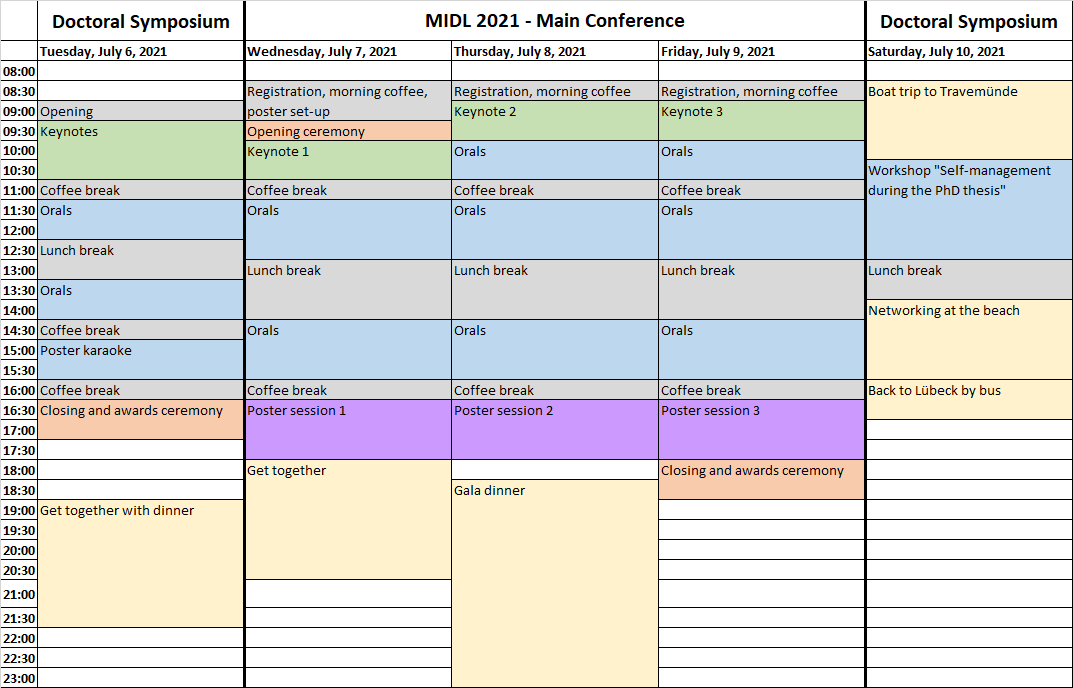 Doctoral Symposium MIDL 2021 - Main Conference Doctoral Symposium
Tuesday, July 6, 2021 Wednesday, July 7, 2021 Thursday, July 8, 2021 Friday, July 9, 2021 Saturday, July 10, 2021
08:00
08:30 Registration, morning coffee, Registration, morning coffee Registration, morning coffee Boat trip to Travemünde
09:00 Opening poster set-up Keynote 2 Keynote 3
09:30 Keynotes Opening ceremony
10:00 Keynote 1 Orals Orals
10:30 Workshop "Self-management
11:00 Coffee break Coffee break Coffee break Coffee break during the PhD thesis"
11:30 Orals Orals Orals Orals
12:00
12:30 Lunch break
13:00 Lunch break Lunch break Lunch break Lunch break
13:30 Orals
14:00 Networking at the beach
14:30 Coffee break Orals Orals Orals
15:00 Poster karaoke
15:30
16:00 Coffee break Coffee break Coffee break Coffee break Back to Lübeck by bus
16:30 Closing and awards ceremony Poster session 1 Poster session 2 Poster session 3
17:00
17:30
18:00 Get together Closing and awards ceremony
18:30 Gala dinner
19:00 Get together with dinner
19:30
20:00
20:30
21:00
21:30
22:00
22:30
23:00